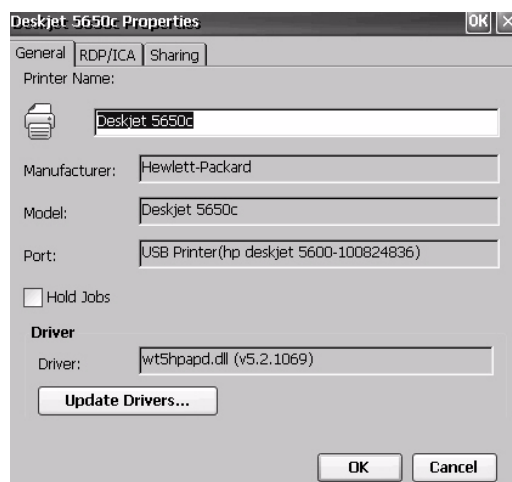 Deskjet 5650c Properties OK ×
General RDP/ICA Sharing
Printer Name:
Deskjet 5650c
Manufacturer: Hewlett-Packard
Model: Deskjet 5650c
Port: USB Printer(hp deskjet 5600-100824836)
Hold Jobs
Driver
Driver: wt5hpapd.dll (v5.2.1069)
Update Drivers...
OK Cancel